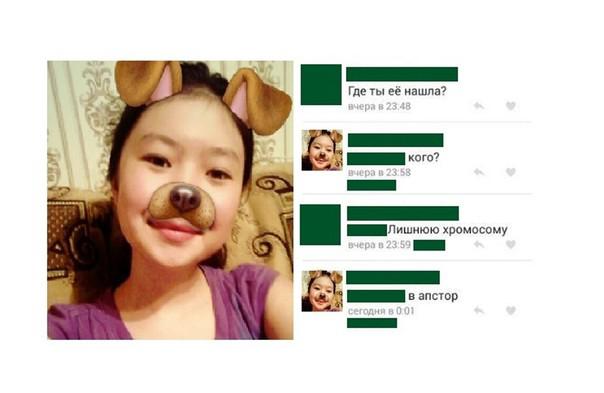 Где ты её нашла?
вчера в 23:48
кого?
вчера в 23:58
Лишнюю хромосому
вчера в 23:59
в апстор
сегодня в 0:01